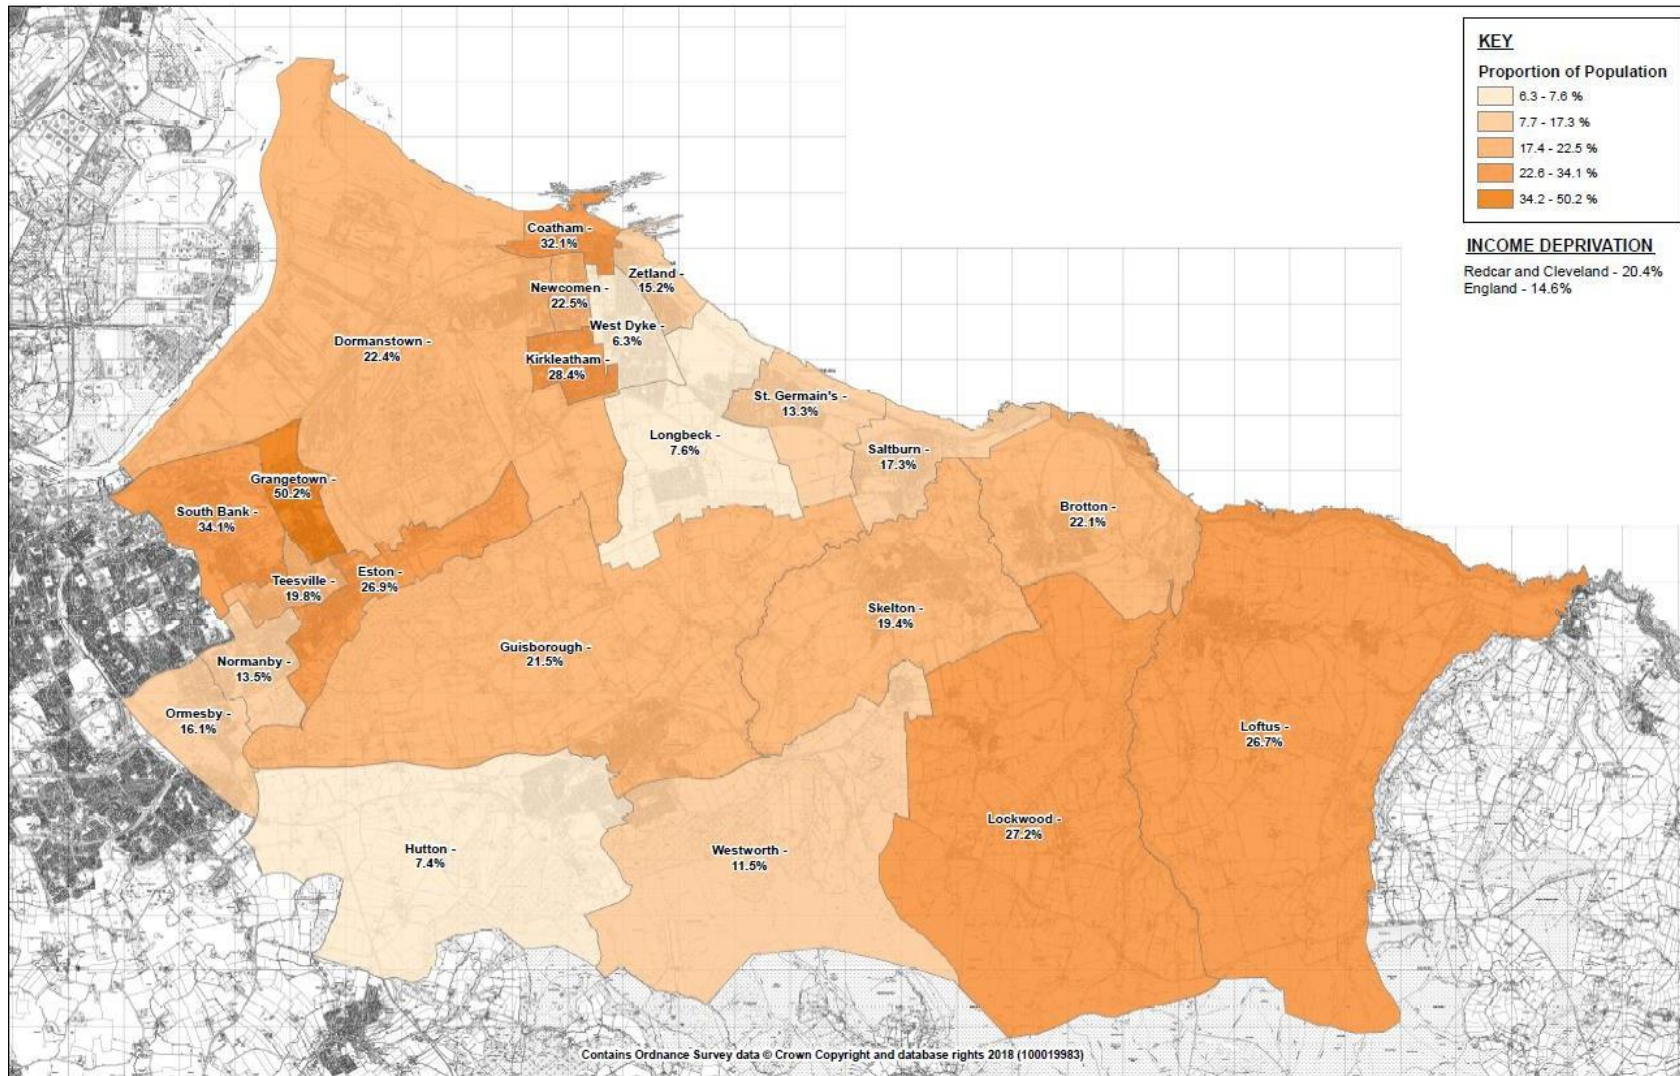 KEY
Proportion of Population
6.3 - 7.6 %
7.7 - 17.3 %
17.4 - 22.5 %
22.6 - 34.1 %
34.2 - 50.2 %
INCOME DEPRIVATION
Redcar and Cleveland - 20.4%
England - 14.6%
Coatham -
32.1%
Zetland -
15.2%
Newcomen -
22.5%
West Dyke -
6.3%
Dormanstown -
22.4%
Kirkleatham -
28.4%
St. Germain's -
13.3%
Longbeck -
7.6%
Saltburn -
17.3%
Grangetown -
50.2%
South Bank -
34.1%
Brotton -
22.1%
Eston -
26.9%
Teesville -
19.8%
Skelton -
19.4%
Guisborough -
21.5%
Normanby -
13.5%
Ormesby -
16.1%
Loftus -
26.7%
Lockwood -
27.2%
Hutton -
7.4%
Westworth -
11.5%
Contains Ordnance Survey data © Crown Copyright and database rights 2018 (100019983)